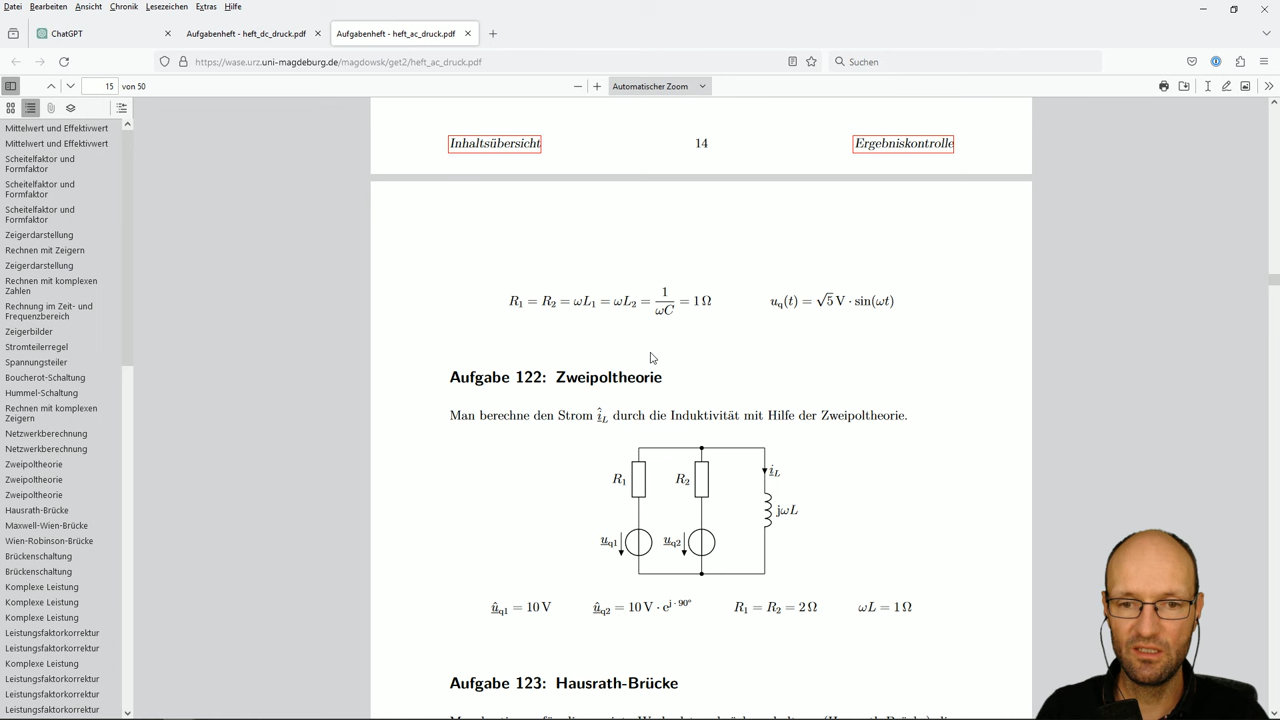 Datei Bearbeiten Ansicht Chronik Lesezeichen Extras Hilfe
ChatGPT
Aufgabenheft - heft_dc_druck.pdf
Aufgabenheft - heft_ac_druck.pdf
https://wase.urz.uni-magdeburg.de/magdowsk/get2/heft_ac_druck.pdf
Suchen
15 von 50
Automatischer Zoom
Mittelwert und Effektivwert
Mittelwert und Effektivwert
Scheitelfaktor und
Formfaktor
Scheitelfaktor und
Formfaktor
Scheitelfaktor und
Formfaktor
Zeigerdarstellung
Rechnen mit Zeigern
Zeigerdarstellung
Rechnen mit komplexen
Zahlen
Rechnung im Zeit- und
Frequenzbereich
Zeigerbilder
Stromteilerregel
Spannungsteiler
Boucherot-Schaltung
Hummel-Schaltung
Rechnen mit komplexen
Zeigern
Netzwerkberechnung
Netzwerkberechnung
Zweipoltheorie
Zweipoltheorie
Zweipoltheorie
Hausrath-Brücke
Maxwell-Wien-Brücke
Wien-Robinson-Brücke
Brückenschaltung
Brückenschaltung
Komplexe Leistung
Komplexe Leistung
Komplexe Leistung
Leistungsfaktorkorrektur
Leistungsfaktorkorrektur
Komplexe Leistung
Leistungsfaktorkorrektur
Leistungsfaktorkorrektur
Leistungsfaktorkorrektur
Inhaltsübersicht 14 Ergebniskontrolle
R₁ = R₂ = ωL₁ = ωL₂ = 1/ωC = 1 Ω u_q(t) = √5 V · sin(ωt)
Aufgabe 122: Zweipoltheorie
Man berechne den Strom î_L durch die Induktivität mit Hilfe der Zweipoltheorie.
R₁ R₂ i_L
jωL
u_q1 u_q2
û_q1 = 10 V û_q2 = 10 V · e^(j·90°) R₁ = R₂ = 2 Ω ωL = 1 Ω
Aufgabe 123: Hausrath-Brücke